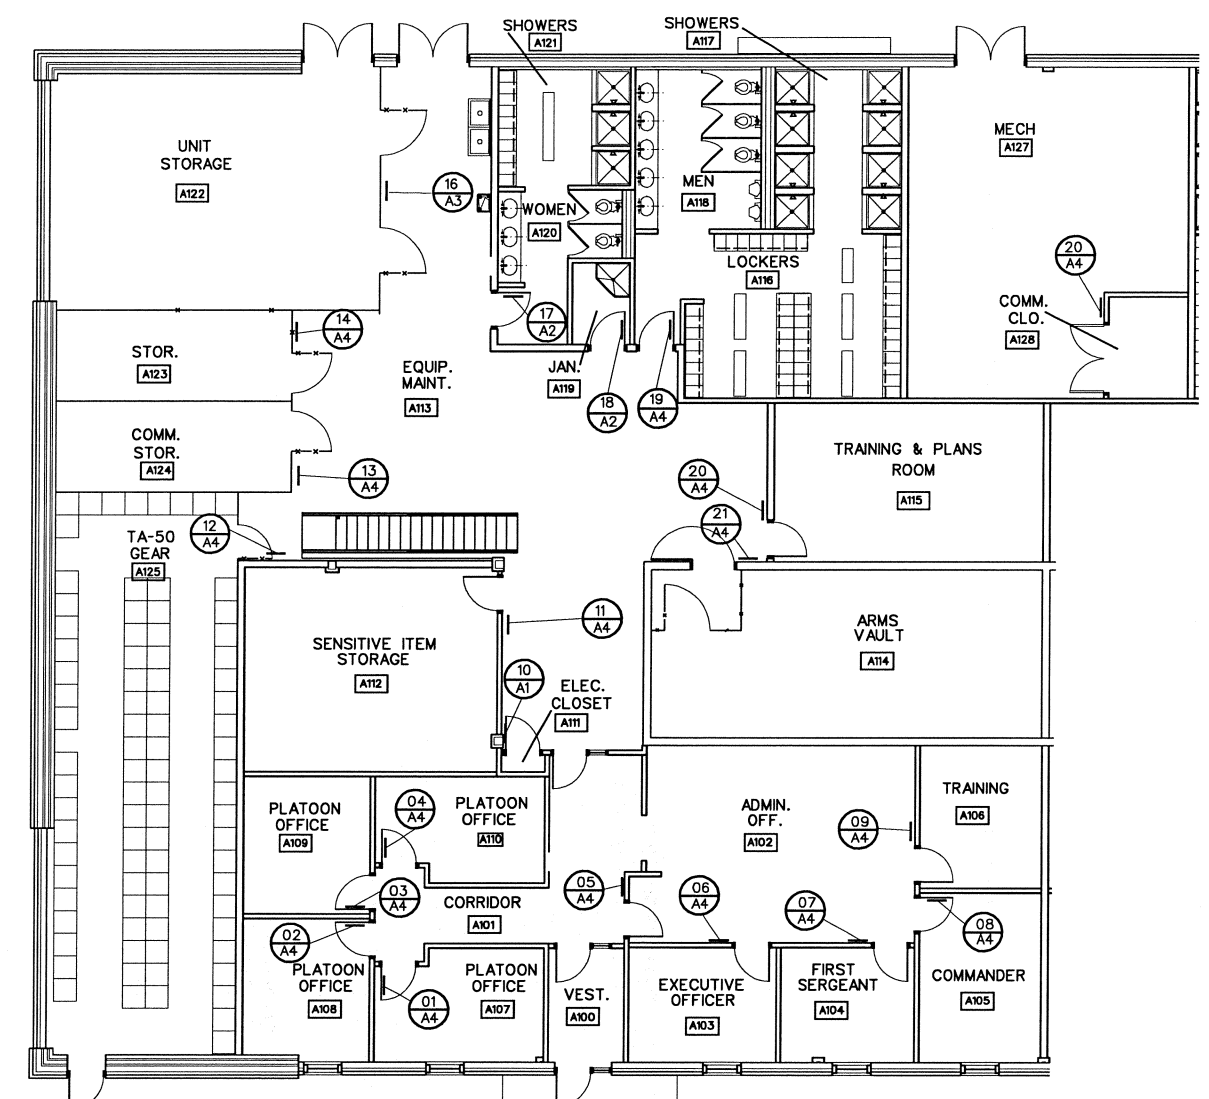 SHOWERS
A121
SHOWERS
A117
UNIT
STORAGE
A122
MECH
A127
16
A3
MEN
A118
WOMEN
A120
LOCKERS
A116
20
A4
COMM.
CLO.
A128
14
A4
17
A2
STOR.
A123
EQUIP.
MAINT.
A113
JAN.
A119
18
A2
19
A4
COMM.
STOR.
A124
13
A4
TRAINING & PLANS
ROOM
A115
20
A4
21
A4
12
A4
TA-50
GEAR
A125
11
A4
ARMS
VAULT
A114
SENSITIVE ITEM
STORAGE
A112
10
A1
ELEC.
CLOSET
A111
PLATOON
OFFICE
A109
04
A4
PLATOON
OFFICE
A110
ADMIN.
OFF.
A102
09
A4
TRAINING
A106
03
A4
CORRIDOR
A101
05
A4
06
A4
07
A4
08
A4
02
A4
PLATOON
OFFICE
A108
01
A4
PLATOON
OFFICE
A107
VEST.
A100
EXECUTIVE
OFFICER
A103
FIRST
SERGEANT
A104
COMMANDER
A105